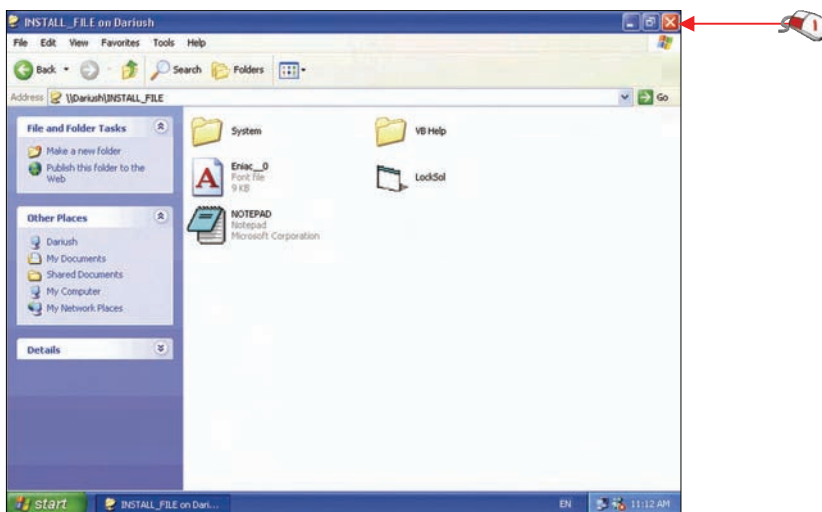 INSTALL_FILE on Dariush
File Edit View Favorites Tools Help
Back Search Folders
Address \\Dariush\INSTALL_FILE Go
File and Folder Tasks
Make a new folder
Publish this folder to the
Web
Other Places
Dariush
My Documents
Shared Documents
My Computer
My Network Places
Details
System
VB Help
Eniac__0
Font file
9 KB
LockSol
NOTEPAD
Notepad
Microsoft Corporation
start
INSTALL_FILE on Dari...
EN
11:12 AM
۱